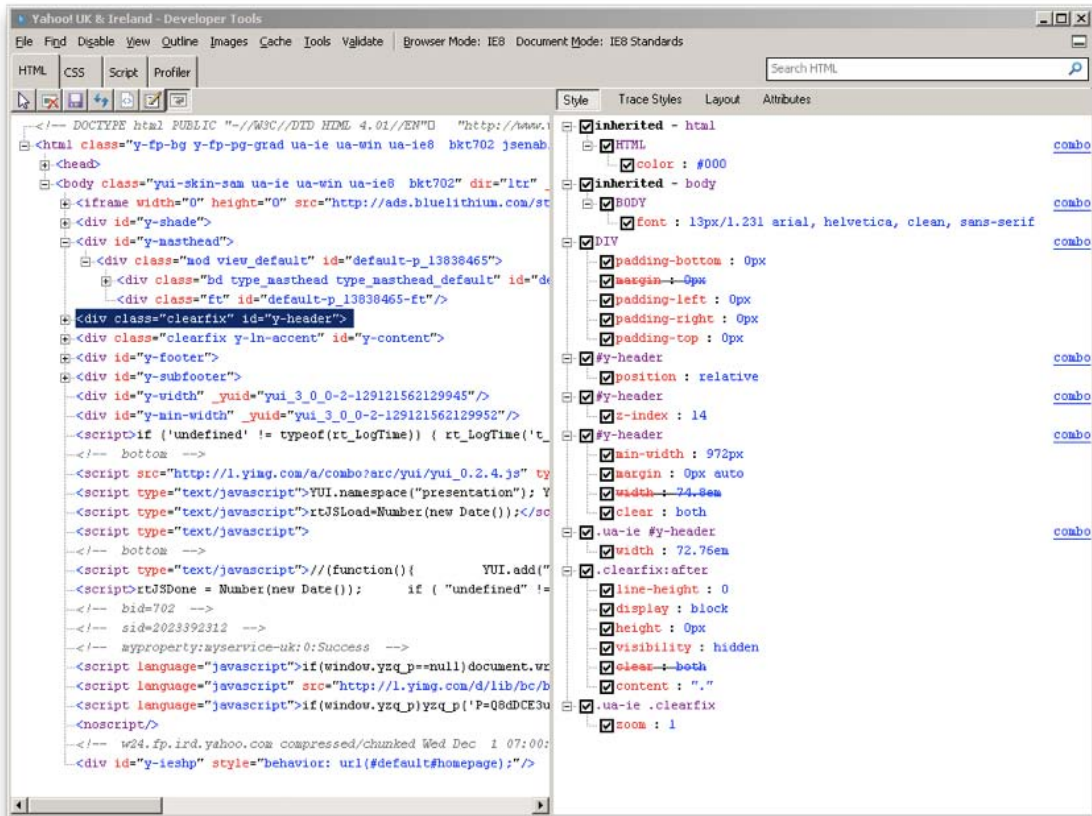 Yahoo! UK & Ireland - Developer Tools
File Find Disable View Outline Images Cache Tools Validate Browser Mode: IE8 Document Mode: IE8 Standards
HTML CSS Script Profiler
Search HTML
Style Trace Styles Layout Attributes
<!-- DOCTYPE html PUBLIC "-//W3C//DTD HTML 4.01//EN"� "http://www.
<html class="y-fp-bg y-fp-pg-grad ua-ie ua-win ua-ie8 bkt702 jsenab
<head>
<body class="yui-skin-sam ua-ie ua-win ua-ie8 bkt702" dir="ltr" _
<iframe width="0" height="0" src="http://ads.bluelithium.com/st
<div id="y-shade">
<div id="y-masthead">
<div class="mod view_default" id="default-p_13838465">
<div class="bd type_masthead type_masthead_default" id="de
<div class="ft" id="default-p_13838465-ft"/>
<div class="clearfix" id="y-header">
<div class="clearfix y-ln-accent" id="y-content">
<div id="y-footer">
<div id="y-subfooter">
<div id="y-width" _yuid="yui_3_0_0-2-129121562129945"/>
<div id="y-min-width" _yuid="yui_3_0_0-2-129121562129952"/>
<script>if ('undefined' != typeof(rt_LogTime)) { rt_LogTime('t_
<!-- bottom -->
<script src="http://l.yimg.com/a/combo?arc/yui/yui_0.2.4.js" ty
<script type="text/javascript">YUI.namespace("presentation"); Y
<script type="text/javascript">rtJSLoad=Number(new Date());</sc
<script type="text/javascript">
<!-- bottom -->
<script type="text/javascript">//(function(){ YUI.add("
<script>rtJSDone = Number(new Date()); if ( "undefined" !=
<!-- bid=702 -->
<!-- sid=2023392312 -->
<!-- myproperty:myservice-uk:0:Success -->
<script language="javascript">if(window.yzq_p==null)document.wr
<script language="javascript" src="http://l.yimg.com/d/lib/bc/b
<script language="javascript">if(window.yzq_p)yzq_p('P=Q8dDCE3u
<noscript/>
<!-- w24.fp.ird.yahoo.com compressed/chunked Wed Dec 1 07:00:
<div id="y-ieshp" style="behavior: url(#default#homepage);"/>
inherited - html
HTML combo
color : #000
inherited - body
BODY combo
font : 13px/1.231 arial, helvetica, clean, sans-serif
DIV combo
padding-bottom : 0px
margin : 0px
padding-left : 0px
padding-right : 0px
padding-top : 0px
#y-header combo
position : relative
#y-header combo
z-index : 14
#y-header combo
min-width : 972px
margin : 0px auto
width : 74.8em
clear : both
.ua-ie #y-header combo
width : 72.76em
.clearfix:after
line-height : 0
display : block
height : 0px
visibility : hidden
clear : both
content : "."
.ua-ie .clearfix
zoom : 1